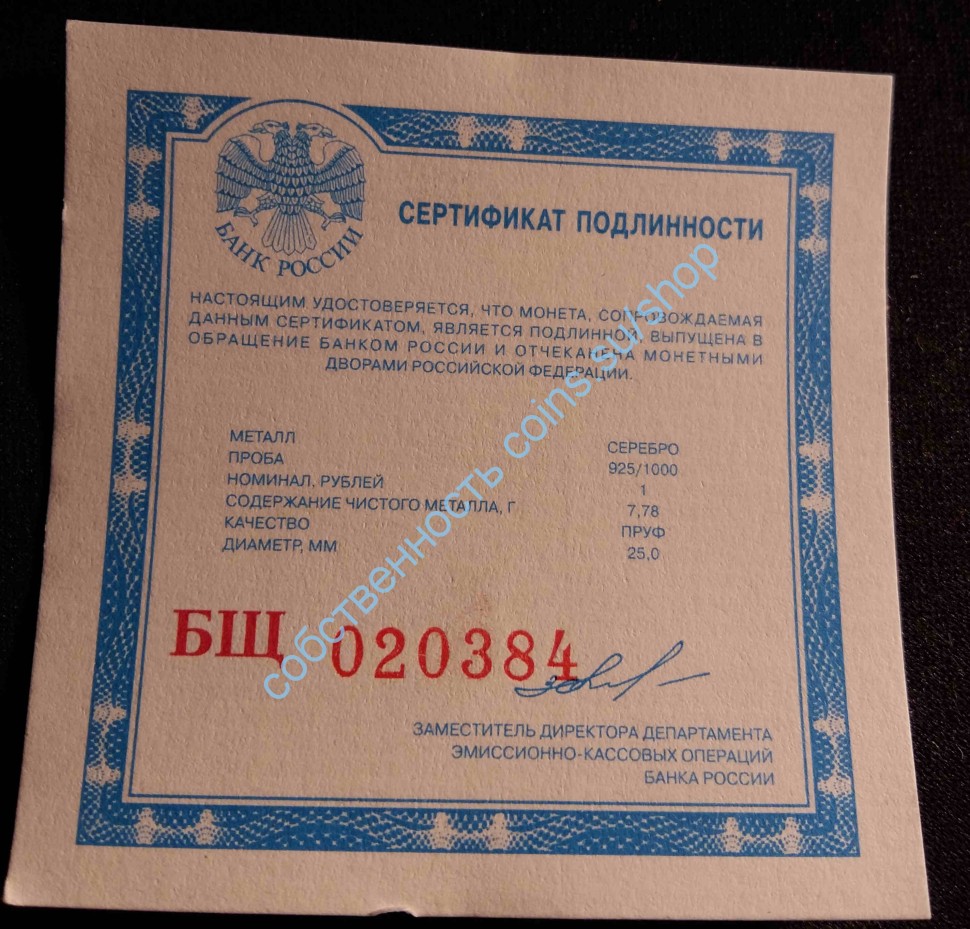 БАНК РОССИИ
СЕРТИФИКАТ ПОДЛИННОСТИ
НАСТОЯЩИМ УДОСТОВЕРЯЕТСЯ, ЧТО МОНЕТА, СОПРОВОЖДАЕМАЯ
ДАННЫМ СЕРТИФИКАТОМ, ЯВЛЯЕТСЯ ПОДЛИННОЙ, ВЫПУЩЕНА В
ОБРАЩЕНИЕ БАНКОМ РОССИИ И ОТЧЕКАНЕНА МОНЕТНЫМИ
ДВОРАМИ РОССИЙСКОЙ ФЕДЕРАЦИИ.
МЕТАЛЛ СЕРЕБРО
ПРОБА 925/1000
НОМИНАЛ, РУБЛЕЙ 1
СОДЕРЖАНИЕ ЧИСТОГО МЕТАЛЛА, Г 7,78
КАЧЕСТВО ПРУФ
ДИАМЕТР, ММ 25,0
БЩ 020384
ЗАМЕСТИТЕЛЬ ДИРЕКТОРА ДЕПАРТАМЕНТА
ЭМИССИОННО-КАССОВЫХ ОПЕРАЦИЙ
БАНКА РОССИИ
собственность coins.su/shop